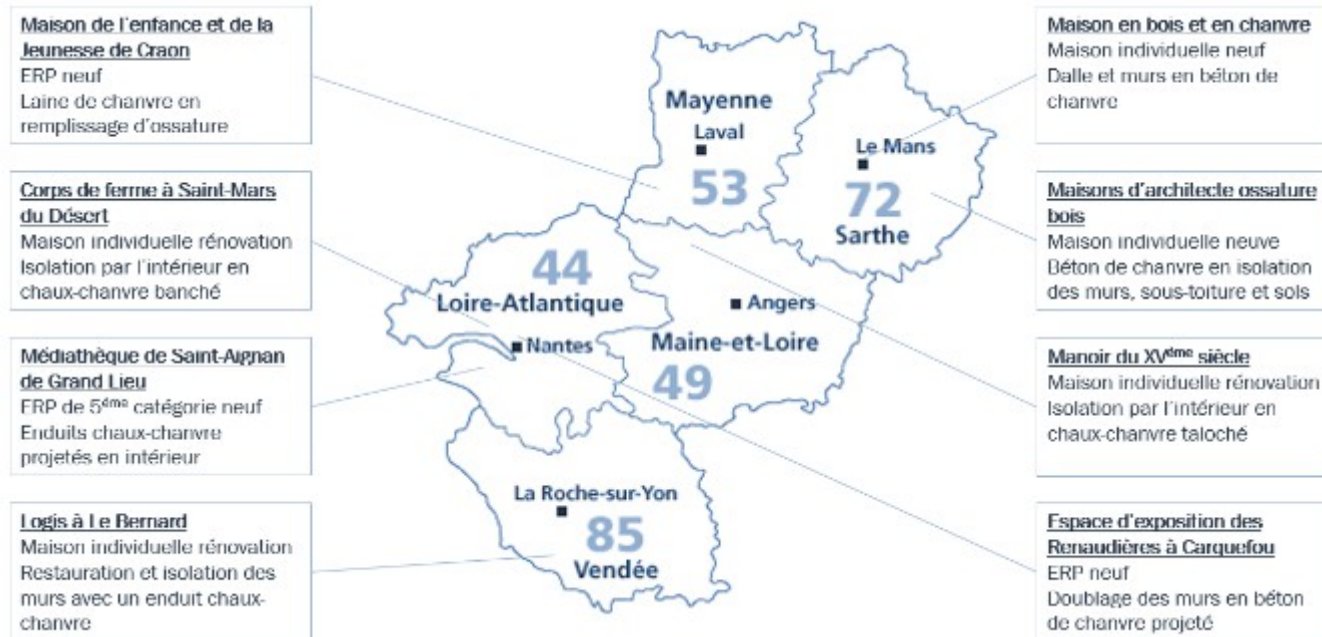 Maison de l'enfance et de la
Jeunesse de Craon
ERP neuf
Laine de chanvre en
remplissage d'ossature
Corps de ferme à Saint-Mars
du Désert
Maison individuelle rénovation
Isolation par l'intérieur en
chaux-chanvre banché
Médiathèque de Saint-Aignan
de Grand Lieu
ERP de 5ème catégorie neuf
Enduits chaux-chanvre
projetés en intérieur
Logis à Le Bernard
Maison individuelle rénovation
Restauration et isolation des
murs avec un enduit chaux-
chanvre
Mayenne
Laval
53
Le Mans
72
Sarthe
44
Loire-Atlantique
Nantes
Angers
Maine-et-Loire
49
La Roche-sur-Yon
85
Vendée
Maison en bois et en chanvre
Maison individuelle neuf
Dalle et murs en béton de
chanvre
Maisons d'architecte ossature
bois
Maison individuelle neuve
Béton de chanvre en isolation
des murs, sous-toiture et sols
Manoir du XVème siècle
Maison individuelle rénovation
Isolation par l'intérieur en
chaux-chanvre taloché
Espace d'exposition des
Renaudières à Carquefou
ERP neuf
Doublage des murs en béton
de chanvre projeté